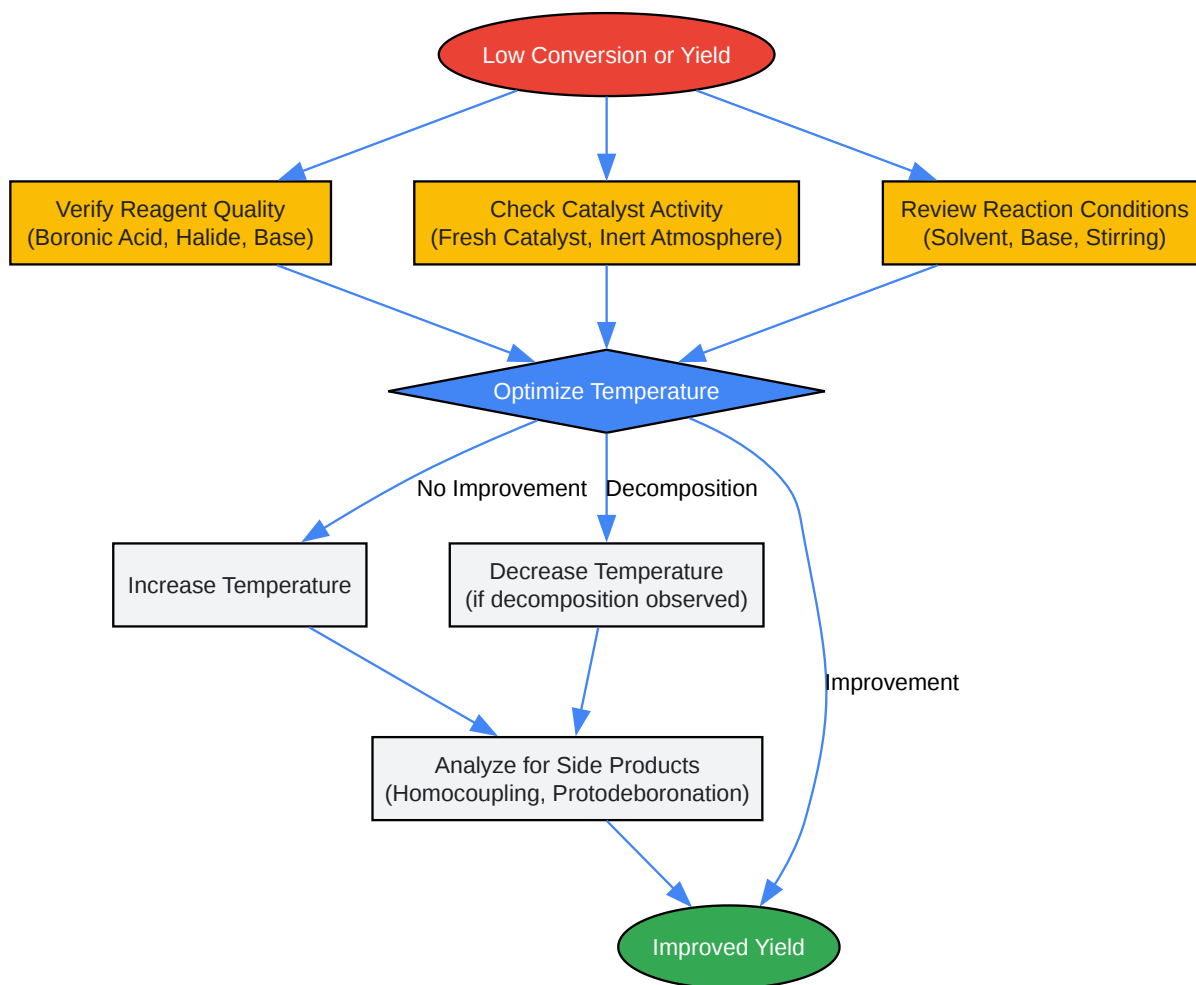 Low Conversion or Yield
Verify Reagent Quality
(Boronic Acid, Halide, Base)
Check Catalyst Activity
(Fresh Catalyst, Inert Atmosphere)
Review Reaction Conditions
(Solvent, Base, Stirring)
Optimize Temperature
No Improvement
Decomposition
Increase Temperature
Decrease Temperature
(if decomposition observed)
Improvement
Analyze for Side Products
(Homocoupling, Protodeboronation)
Improved Yield